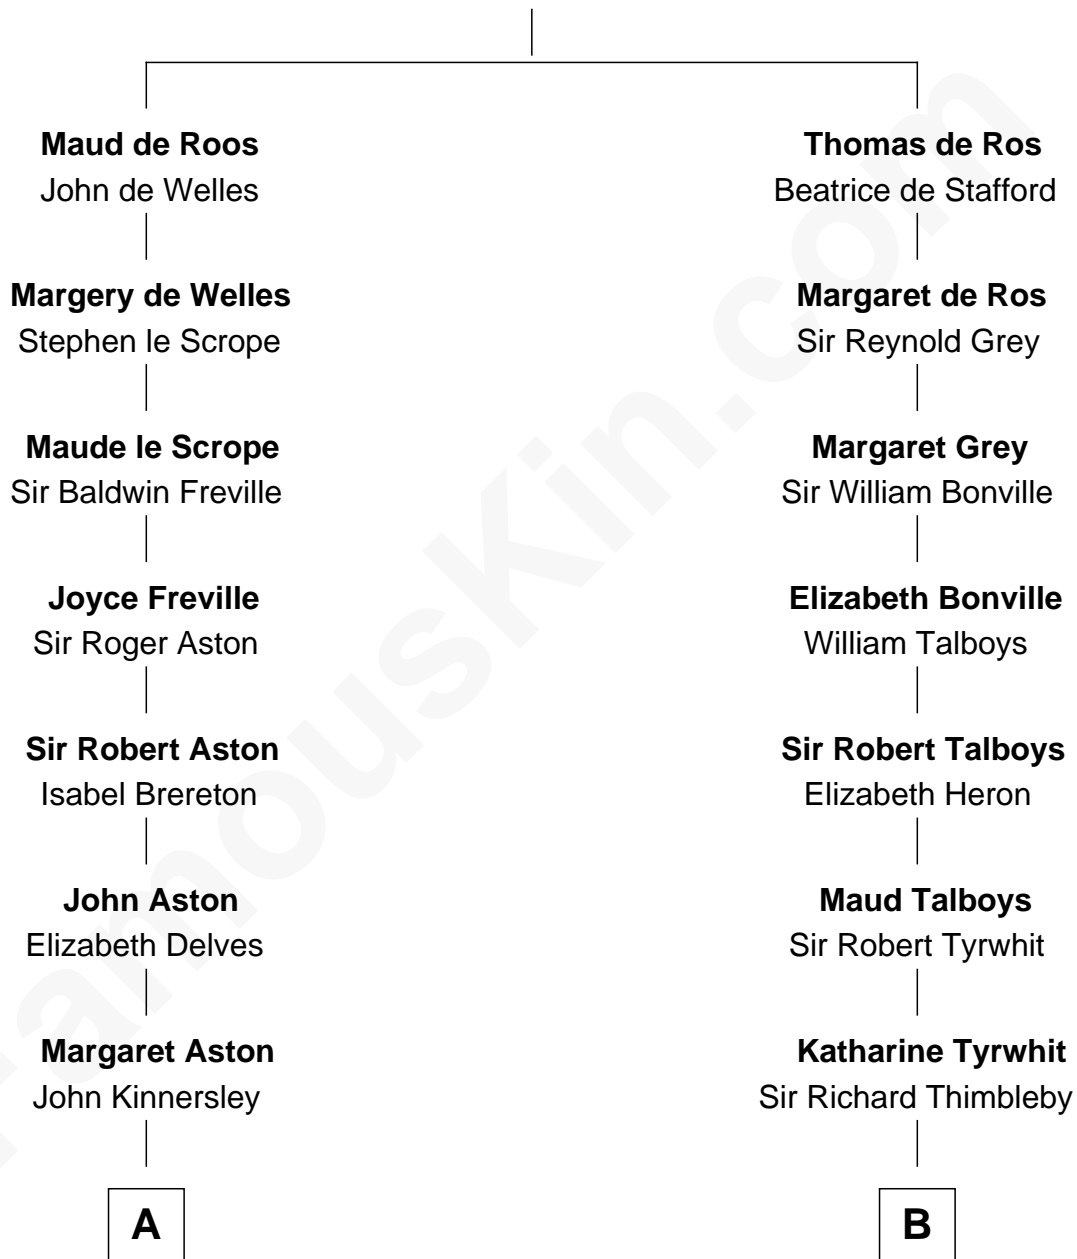 Maud de Roos
John de Welles
Margery de Welles
Stephen le Scrope
Maude le Scrope
Sir Baldwin Freville
Joyce Freville
Sir Roger Aston
Sir Robert Aston
Isabel Brereton
John Aston
Elizabeth Delves
Margaret Aston
John Kinnersley
A
Thomas de Ros
Beatrice de Stafford
Margaret de Ros
Sir Reynold Grey
Margaret Grey
Sir William Bonville
Elizabeth Bonville
William Talboys
Sir Robert Talboys
Elizabeth Heron
Maud Talboys
Sir Robert Tyrwhit
Katharine Tyrwhit
Sir Richard Thimbleby
B
FamousKin.com